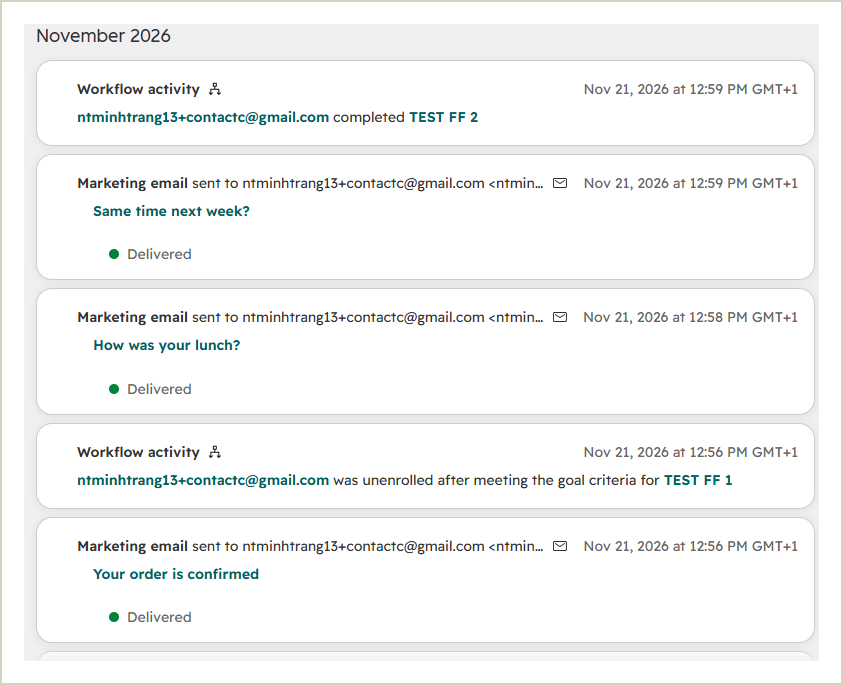 November 2026
Workflow activity Nov 21, 2026 at 12:59 PM GMT+1
ntminhtrang13+contactc@gmail.com completed TEST FF 2
Marketing email sent to ntminhtrang13+contactc@gmail.com <ntmin... Nov 21, 2026 at 12:59 PM GMT+1
Same time next week?
Delivered
Marketing email sent to ntminhtrang13+contactc@gmail.com <ntmin... Nov 21, 2026 at 12:58 PM GMT+1
How was your lunch?
Delivered
Workflow activity Nov 21, 2026 at 12:56 PM GMT+1
ntminhtrang13+contactc@gmail.com was unenrolled after meeting the goal criteria for TEST FF 1
Marketing email sent to ntminhtrang13+contactc@gmail.com <ntmin... Nov 21, 2026 at 12:56 PM GMT+1
Your order is confirmed
Delivered